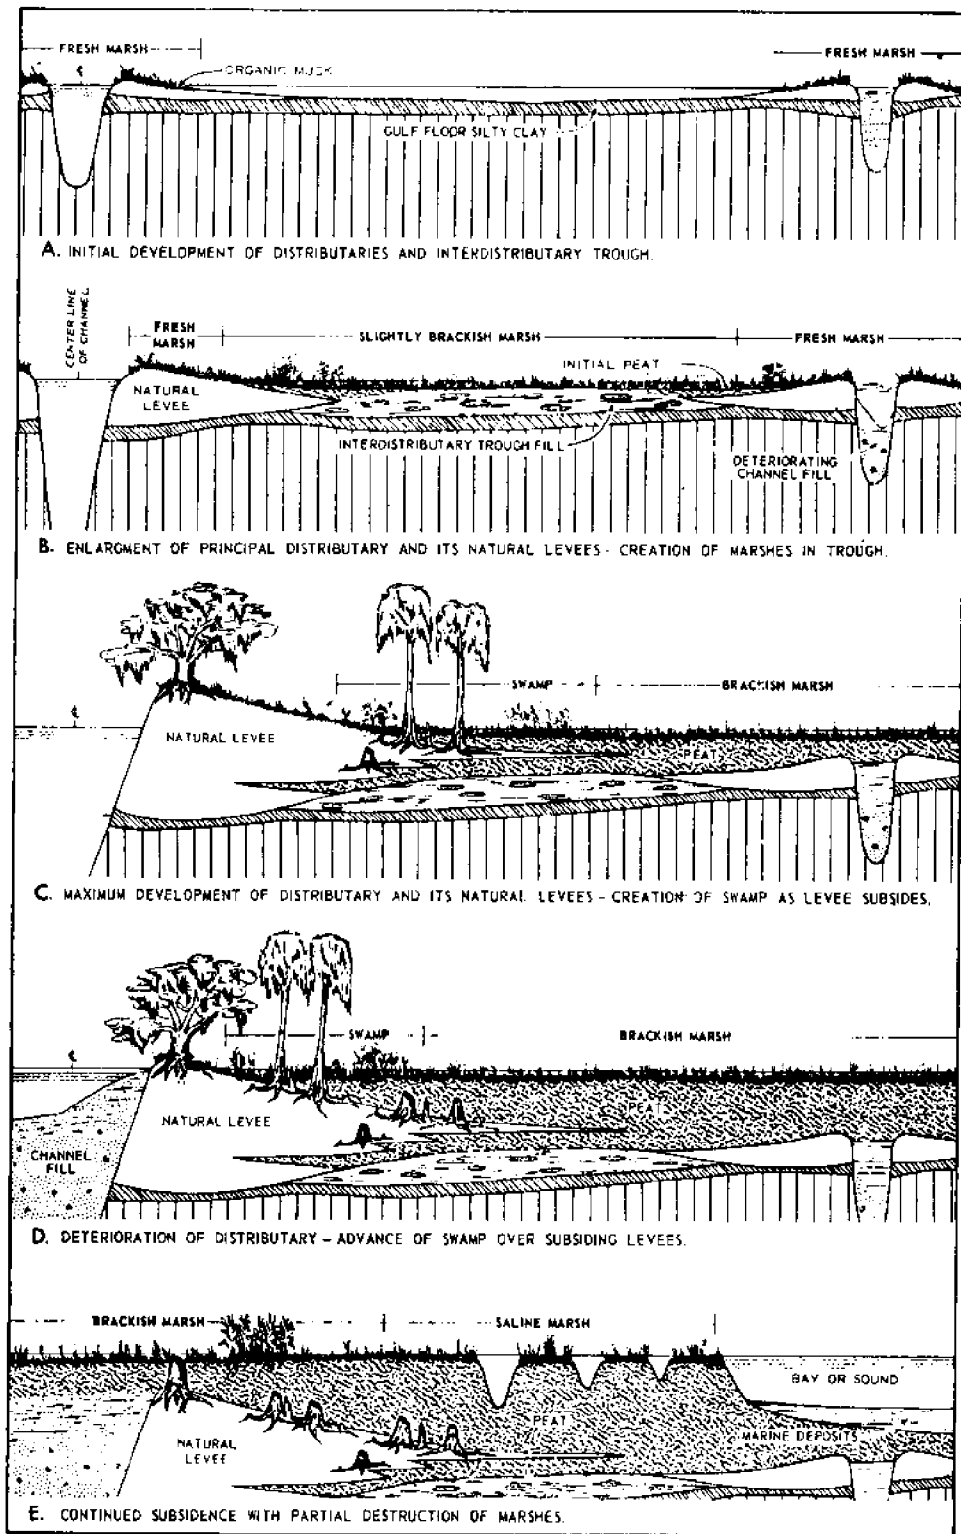 FRESH MARSH
FRESH MARSH
ORGANIC MUCK
GULF FLOOR SILTY CLAY
A. INITIAL DEVELOPMENT OF DISTRIBUTARIES AND INTERDISTRIBUTARY TROUGH.
CENTER LINE
OF CHANNEL
FRESH
MARSH
SLIGHTLY BRACKISH MARSH
FRESH MARSH
INITIAL PEAT
NATURAL
LEVEE
INTERDISTRIBUTARY TROUGH FILL
DETERIORATING
CHANNEL FILL
B. ENLARGMENT OF PRINCIPAL DISTRIBUTARY AND ITS NATURAL LEVEES - CREATION OF MARSHES IN TROUGH.
SWAMP
BRACKISH MARSH
NATURAL LEVEE
PEAT
C. MAXIMUM DEVELOPMENT OF DISTRIBUTARY AND ITS NATURAL LEVEES - CREATION OF SWAMP AS LEVEE SUBSIDES.
SWAMP
BRACKISH MARSH
PEAT
NATURAL LEVEE
CHANNEL
FILL
D. DETERIORATION OF DISTRIBUTARY - ADVANCE OF SWAMP OVER SUBSIDING LEVEES.
BRACKISH MARSH
SALINE MARSH
BAY OR SOUND
PEAT
MARINE DEPOSITS
NATURAL
LEVEE
E. CONTINUED SUBSIDENCE WITH PARTIAL DESTRUCTION OF MARSHES.